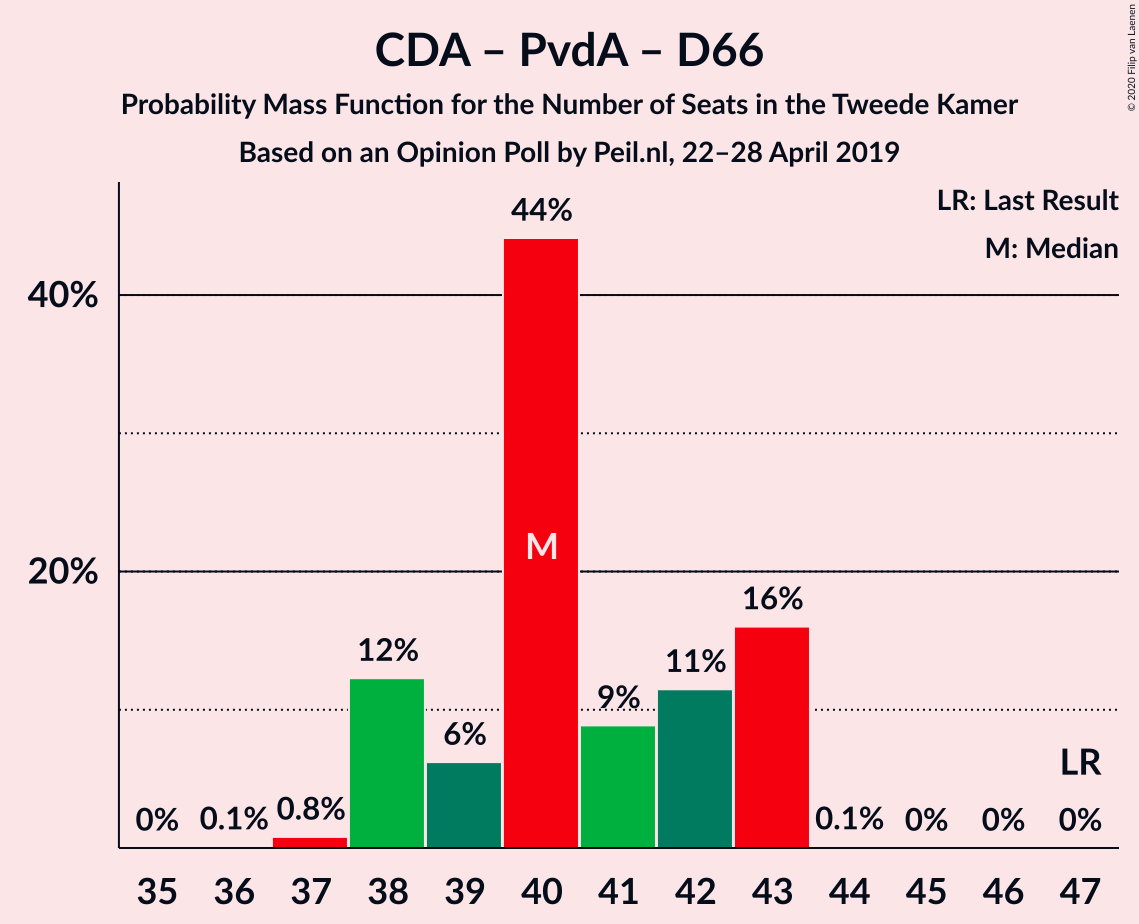 CDA – PvdA – D66
Probability Mass Function for the Number of Seats in the Tweede Kamer
Based on an Opinion Poll by Peil.nl, 22–28 April 2019
© 2020 Filip van Laenen
LR: Last Result
M: Median
40%
20%
0%
0.1%
0.8%
12%
6%
44%
M
9%
11%
16%
0.1%
0%
0%
LR
0%
35 36 37 38 39 40 41 42 43 44 45 46 47